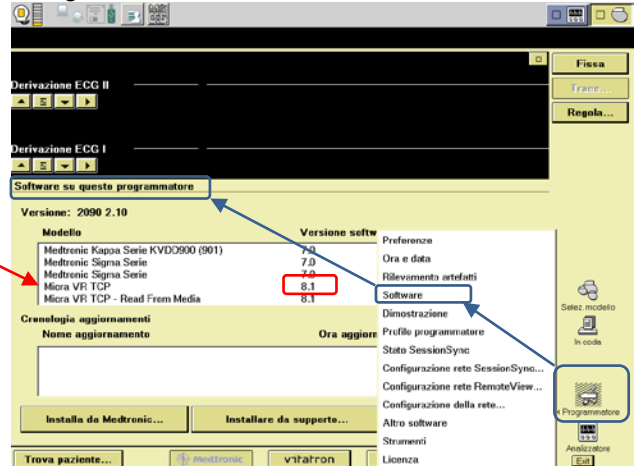 Fissa
Trace...
Regola...
Derivazione ECG II
Derivazione ECG I
Software su questo programmatore
Versione: 2090 2.10
Modello Versione softw
Medtronic Kappa Serie KVDD900 (901) 7.0
Medtronic Sigma Serie 7.0
Medtronic Sigma Serie 7.0
Micra VR TCP 8.1
Micra VR TCP - Read From Media 8.1
Cronologia aggiornamenti
Nome aggiornamento Ora aggiorn
Installa da Medtronic... Installare da supporto...
Trova paziente... Medtronic vitatron
Preferenze
Ora e data
Rilevamento artefatti
Software
Dimostrazione
Profilo programmatore
Stato SessionSync
Configurazione rete SessionSync...
Configurazione rete RemoteView...
Configurazione della rete...
Altro software
Strumenti
Licenza
Selez. modello
In coda
< Programmatore
Analizzatore
Exit